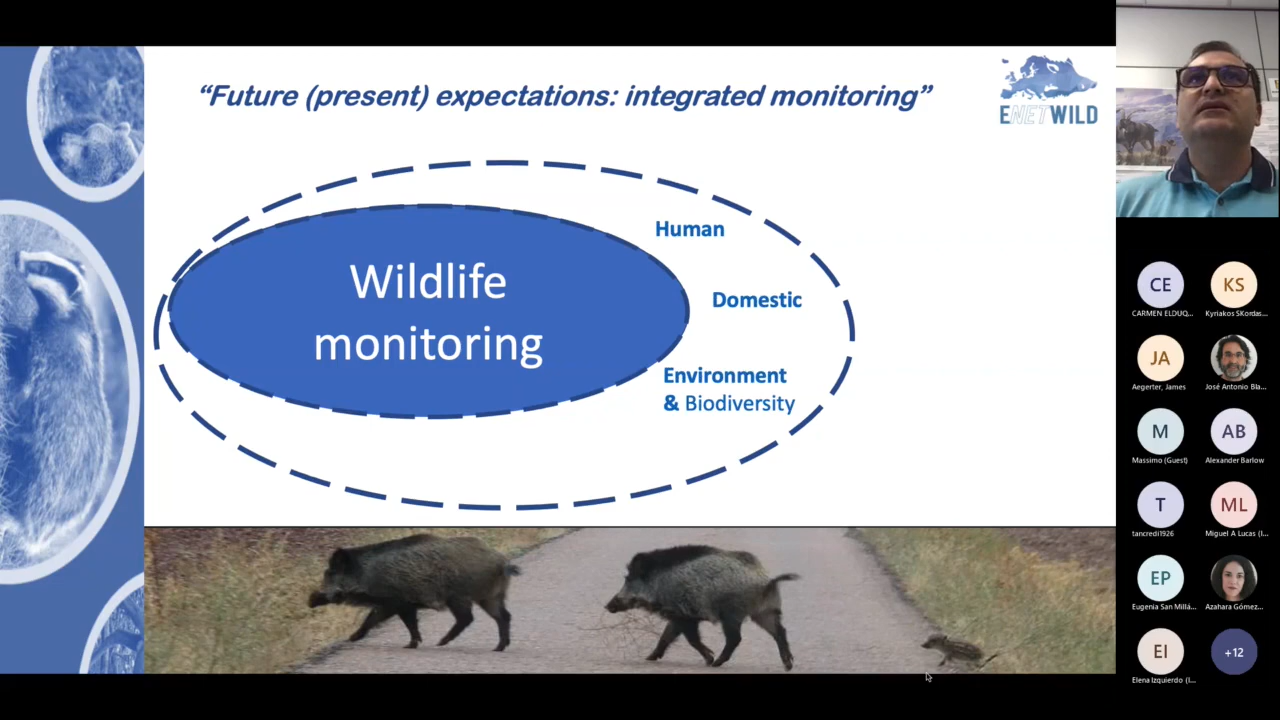 “Future (present) expectations: integrated monitoring”
ENETWILD
Human
Wildlife
monitoring
Domestic
Environment
& Biodiversity
CE
CARMEN ELDUQ...
KS
Kyriakos SKordas...
JA
Aegerter, James
José Antonio Bla...
M
Massimo (Guest)
AB
Alexander Barlow
T
tancredi1926
ML
Miguel A Lucas (I...
EP
Eugenia San Millá...
Azahara Gómez...
EI
Elena Izquierdo (I...
+12